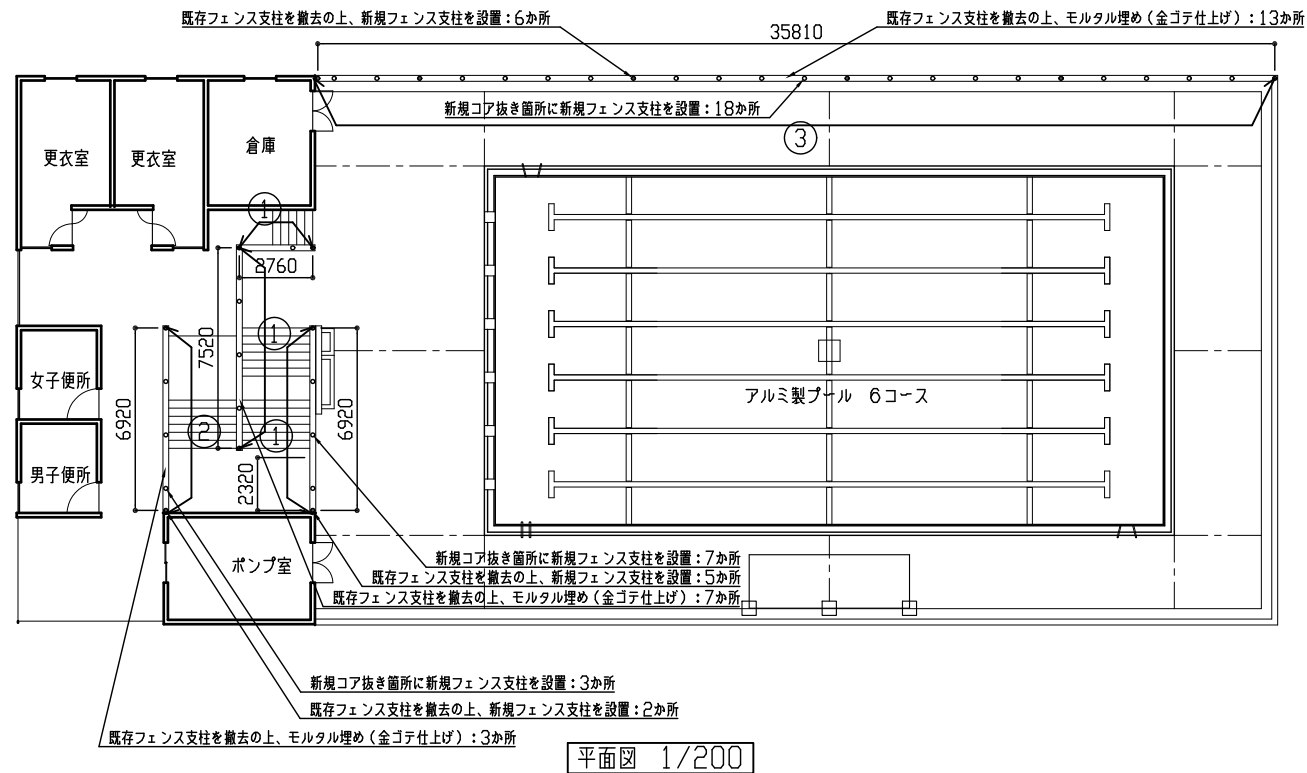 既存フェンス支柱を撤去の上、新規フェンス支柱を設置：6か所
既存フェンス支柱を撤去の上、モルタル埋め（金ゴテ仕上げ）：13か所
35810
新規コア抜き箇所に新規フェンス支柱を設置：18か所
③
更衣室
更衣室
倉庫
①
2760
7520
①
女子便所
6920
②
①
6920
アルミ製プール　6コース
男子便所
2320
ポンプ室
新規コア抜き箇所に新規フェンス支柱を設置：7か所
既存フェンス支柱を撤去の上、新規フェンス支柱を設置：5か所
既存フェンス支柱を撤去の上、モルタル埋め（金ゴテ仕上げ）：7か所
新規コア抜き箇所に新規フェンス支柱を設置：3か所
既存フェンス支柱を撤去の上、新規フェンス支柱を設置：2か所
既存フェンス支柱を撤去の上、モルタル埋め（金ゴテ仕上げ）：3か所
平面図　1/200